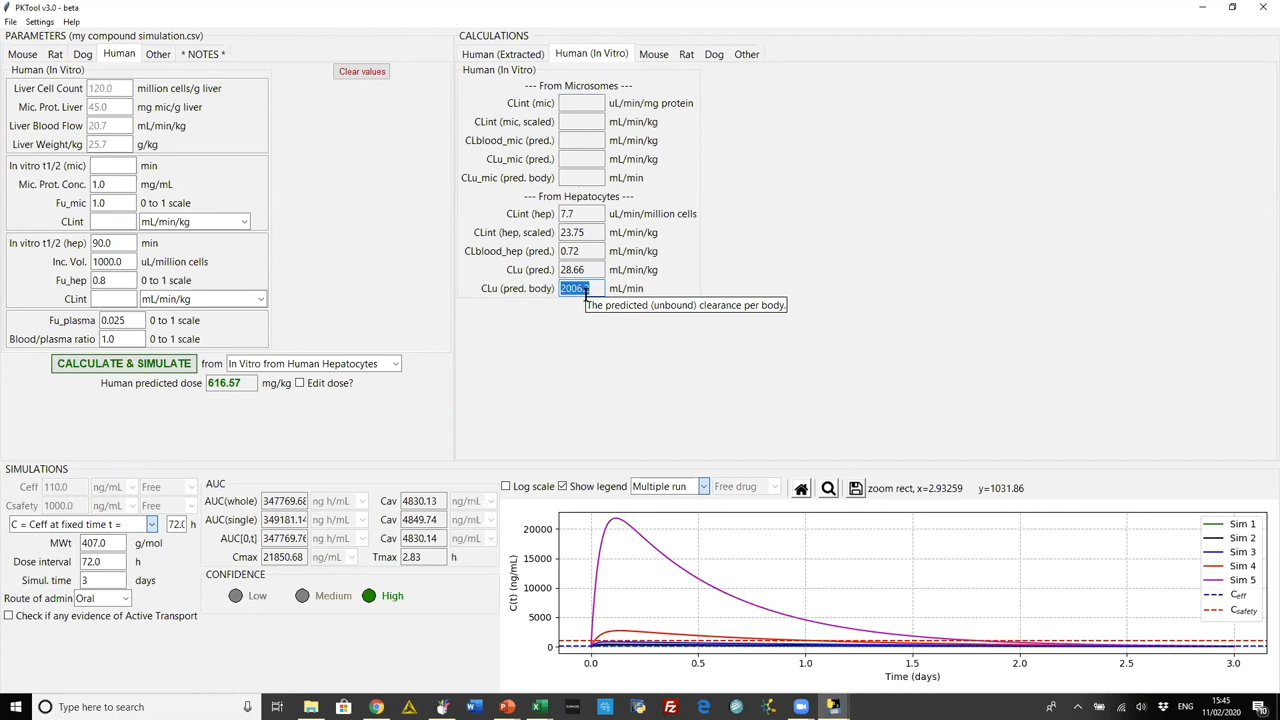 PKTool v3.0 - beta
File Settings Help
PARAMETERS (my compound simulation.csv)
Mouse Rat Dog Human Other * NOTES *
Human (In Vitro)
Clear values
Liver Cell Count 120.0 million cells/g liver
Mic. Prot. Liver 45.0 mg mic/g liver
Liver Blood Flow 20.7 mL/min/kg
Liver Weight/kg 25.7 g/kg
In vitro t1/2 (mic) min
Mic. Prot. Conc. 1.0 mg/mL
Fu_mic 1.0 0 to 1 scale
CLint mL/min/kg
In vitro t1/2 (hep) 90.0 min
Inc. Vol. 1000.0 uL/million cells
Fu_hep 0.8 0 to 1 scale
CLint mL/min/kg
Fu_plasma 0.025 0 to 1 scale
Blood/plasma ratio 1.0 0 to 1 scale
CALCULATE & SIMULATE from In Vitro from Human Hepatocytes
Human predicted dose 616.57 mg/kg Edit dose?
CALCULATIONS
Human (Extracted) Human (In Vitro) Mouse Rat Dog Other
Human (In Vitro)
--- From Microsomes ---
CLint (mic) uL/min/mg protein
CLint (mic, scaled) mL/min/kg
CLblood_mic (pred.) mL/min/kg
CLu_mic (pred.) mL/min/kg
CLu_mic (pred. body) mL/min
--- From Hepatocytes ---
CLint (hep) 7.7 uL/min/million cells
CLint (hep, scaled) 23.75 mL/min/kg
CLblood_hep (pred.) 0.72 mL/min/kg
CLu (pred.) 28.66 mL/min/kg
CLu (pred. body) mL/min
The predicted (unbound) clearance per body.
SIMULATIONS
Ceff 110.0 ng/mL Free
Csafety 1000.0 ng/mL Free
C = Ceff at fixed time t = 72.0 h
MWt 407.0 g/mol
Dose interval 72.0 h
Simul. time 3 days
Route of admin Oral
Check if any evidence of Active Transport
AUC
AUC(whole) 347769.68 ng h/mL Cav 4830.13 ng/mL
AUC(single) 349181.14 ng h/mL Cav 4849.74 ng/mL
AUC[0,t] 347769.76 ng h/mL Cav 4830.14 ng/mL
Cmax 21850.68 ng/mL Tmax 2.83 h
CONFIDENCE
Low Medium High
Log scale Show legend Multiple run Free drug zoom rect, x=2.93259 y=1031.86
C(t) (ng/mL)
20000
15000
10000
5000
0
Sim 1
Sim 2
Sim 3
Sim 4
Sim 5
Ceff
Csafety
0.0 0.5 1.0 1.5 2.0 2.5 3.0
Time (days)
Type here to search
ENG
15:45
11/02/2020